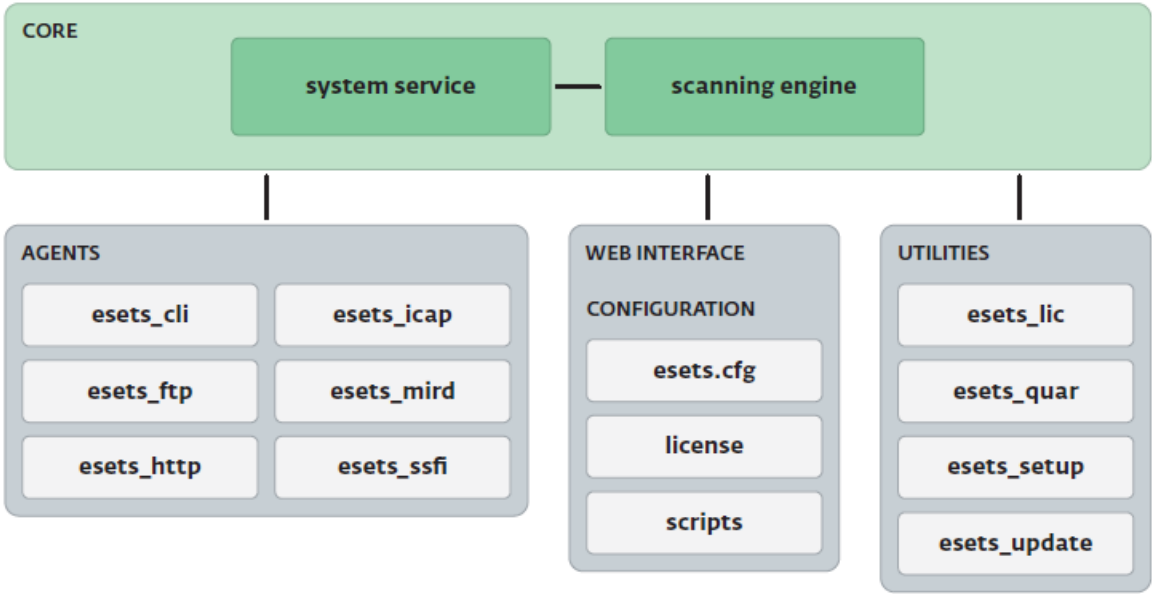 CORE
system service
scanning engine
AGENTS
esets_cli
esets_icap
esets_ftp
esets_mird
esets_http
esets_ssfi
WEB INTERFACE
CONFIGURATION
esets.cfg
license
scripts
UTILITIES
esets_lic
esets_quar
esets_setup
esets_update